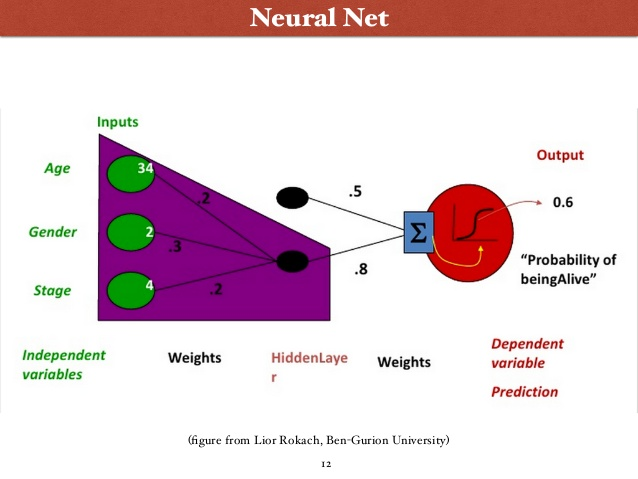 Neural Net
Inputs
Age
34
.2
Gender
2
.3
Stage
4
.2
.5
.8
Σ
Output
0.6
“Probability of
beingAlive”
Independent
variables
Weights
HiddenLaye
r
Weights
Dependent
variable
Prediction
(figure from Lior Rokach, Ben-Gurion University)
12